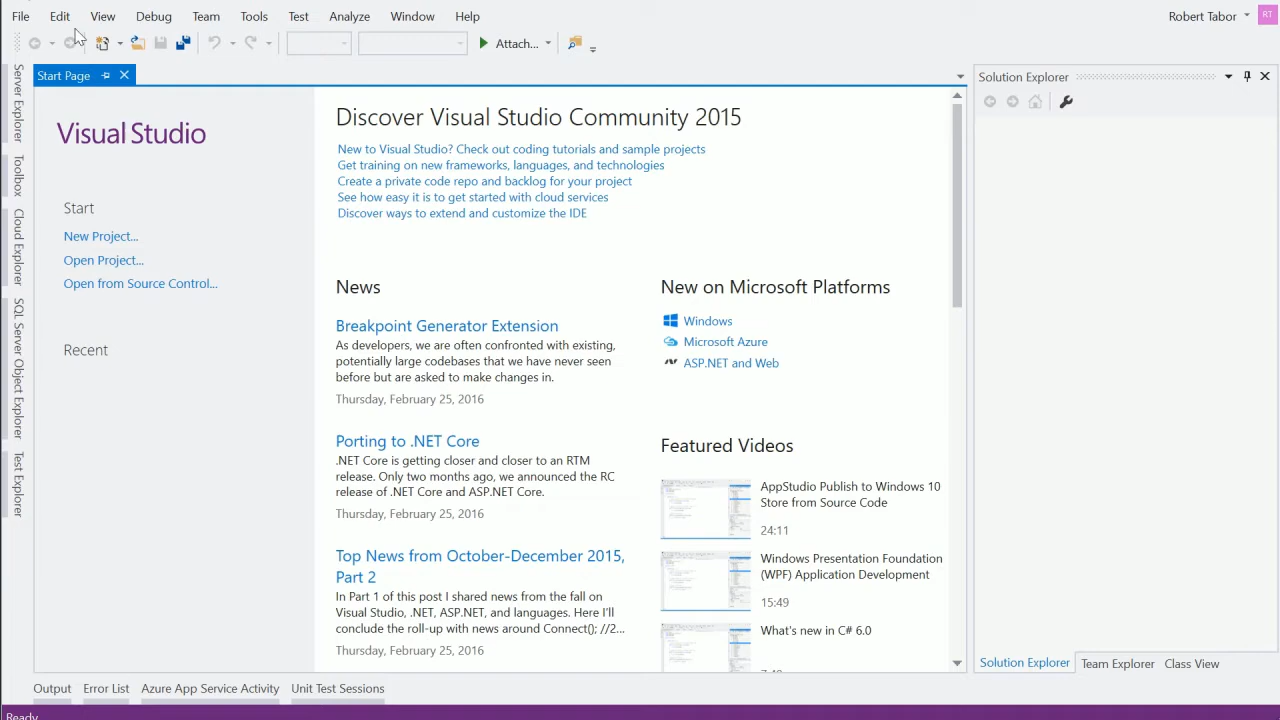 File Edit View Debug Team Tools Test Analyze Window Help
Robert Tabor RT
Attach...
Start Page
Solution Explorer
Server Explorer
Toolbox
Cloud Explorer
SQL Server Object Explorer
Test Explorer
Visual Studio
Start
New Project...
Open Project...
Open from Source Control...
Recent
Discover Visual Studio Community 2015
New to Visual Studio? Check out coding tutorials and sample projects
Get training on new frameworks, languages, and technologies
Create a private code repo and backlog for your project
See how easy it is to get started with cloud services
Discover ways to extend and customize the IDE
News
Breakpoint Generator Extension
As developers, we are often confronted with existing,
potentially large codebases that we have never seen
before but are asked to make changes in.
Thursday, February 25, 2016
Porting to .NET Core
.NET Core is getting closer and closer to an RTM
release. Only two months ago, we announced the RC
release of .NET Core and ASP.NET Core.
Thursday, February 25, 2016
Top News from October-December 2015,
Part 2
In Part 1 of this post I shared news from the fall on
Visual Studio, .NET, ASP.NET, and languages. Here I'll
conclude the roll-up with news around Connect(); //2...
Thursday, February 25, 2016
New on Microsoft Platforms
Windows
Microsoft Azure
ASP.NET and Web
Featured Videos
AppStudio Publish to Windows 10
Store from Source Code
24:11
Windows Presentation Foundation
(WPF) Application Development
15:49
What's new in C# 6.0
Solution Explorer Team Explorer Class View
Output Error List Azure App Service Activity Unit Test Sessions
Ready